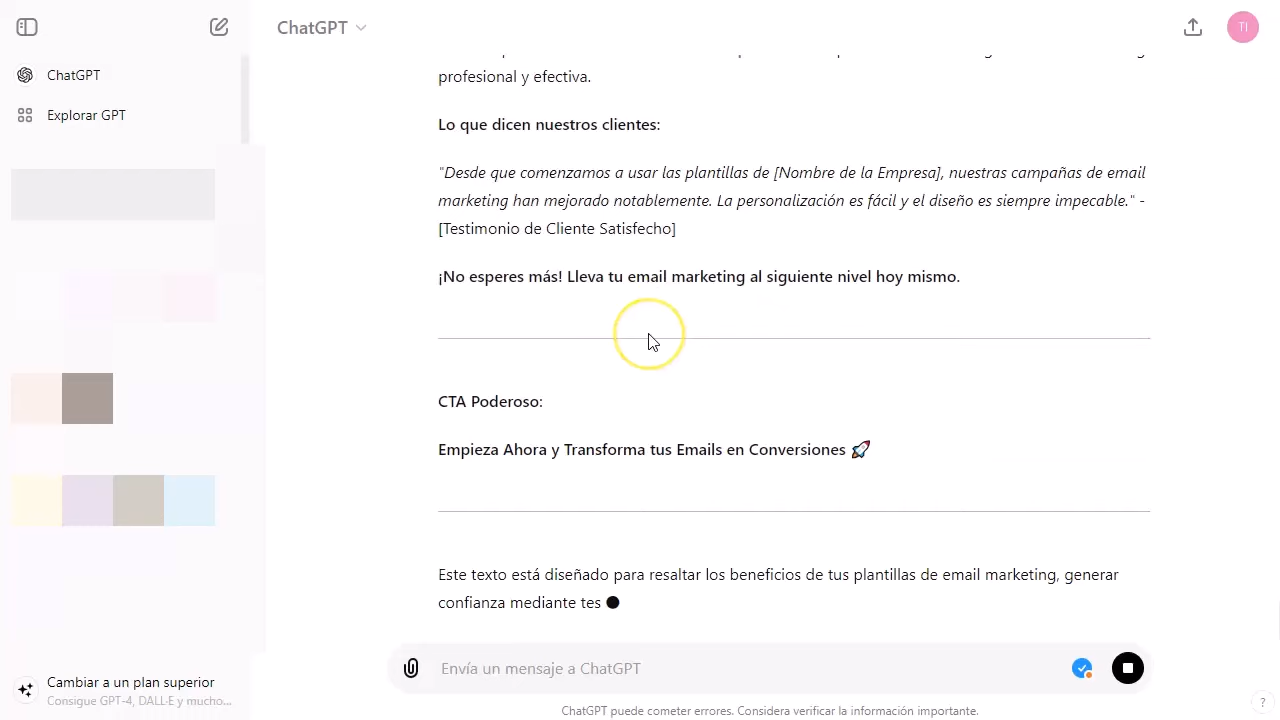 ChatGPT
TI
ChatGPT
Explorar GPT
profesional y efectiva.
Lo que dicen nuestros clientes:
"Desde que comenzamos a usar las plantillas de [Nombre de la Empresa], nuestras campañas de email
marketing han mejorado notablemente. La personalización es fácil y el diseño es siempre impecable." -
[Testimonio de Cliente Satisfecho]
¡No esperes más! Lleva tu email marketing al siguiente nivel hoy mismo.
CTA Poderoso:
Empieza Ahora y Transforma tus Emails en Conversiones 🚀
Este texto está diseñado para resaltar los beneficios de tus plantillas de email marketing, generar
confianza mediante tes
Envía un mensaje a ChatGPT
Cambiar a un plan superior
Consigue GPT-4, DALL·E y mucho...
ChatGPT puede cometer errores. Considera verificar la información importante.
?